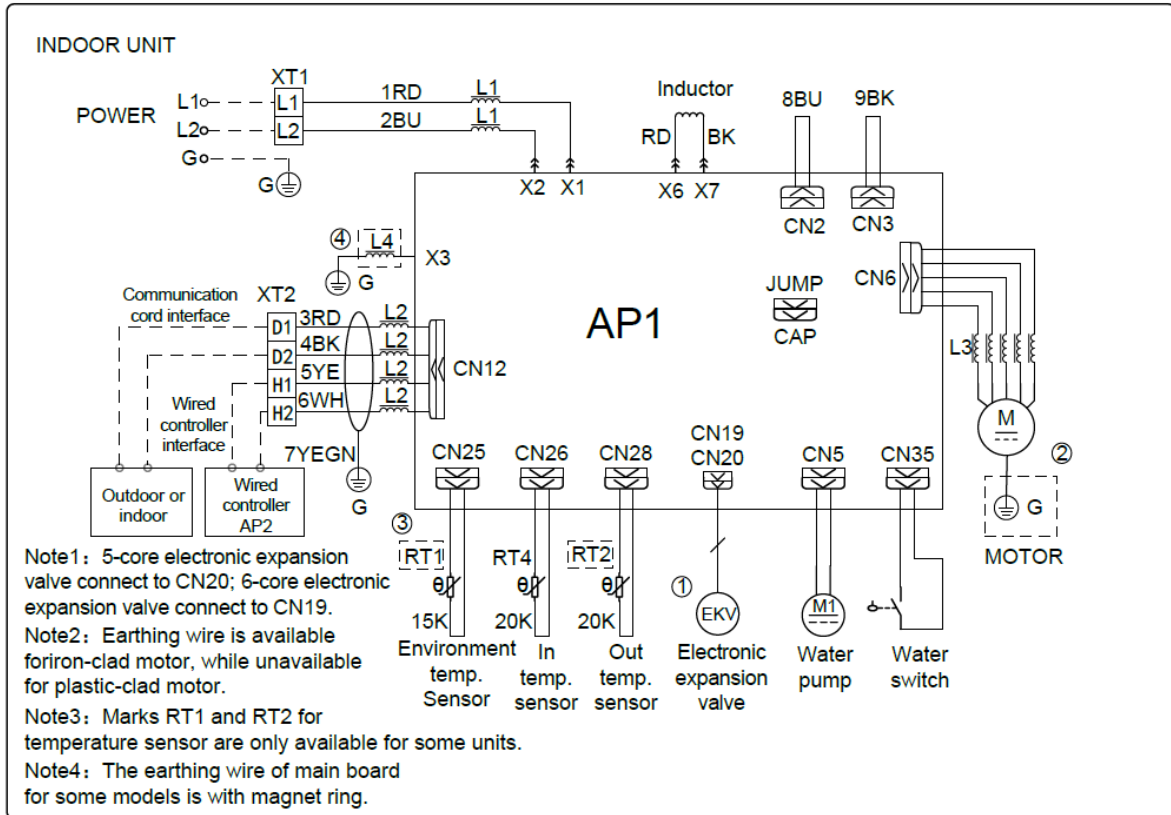 INDOOR UNIT
POWER
L1
L2
G
XT1
L1
L2
G
1RD
2BU
L1
L1
Inductor
RD
BK
8BU
9BK
X2
X1
X6
X7
CN2
CN3
④
L4
G
X3
CN6
JUMP
CAP
AP1
L3
Communication
cord interface
XT2
D1
D2
H1
H2
3RD
4BK
5YE
6WH
L2
L2
L2
L2
CN12
Wired
controller
interface
7YEGN
G
Outdoor or
indoor
Wired
controller
AP2
CN25
CN26
CN28
CN19
CN20
CN5
CN35
M
②
G
MOTOR
③
RT1
RT4
RT2
θ
θ
θ
15K
20K
20K
①
EKV
M1
Environment
temp.
Sensor
In
temp.
sensor
Out
temp.
sensor
Electronic
expansion
valve
Water
pump
Water
switch
Note1：5-core electronic expansion
valve connect to CN20; 6-core electronic
expansion valve connect to CN19.
Note2：Earthing wire is available
foriron-clad motor, while unavailable
for plastic-clad motor.
Note3：Marks RT1 and RT2 for
temperature sensor are only available for some units.
Note4：The earthing wire of main board
for some models is with magnet ring.